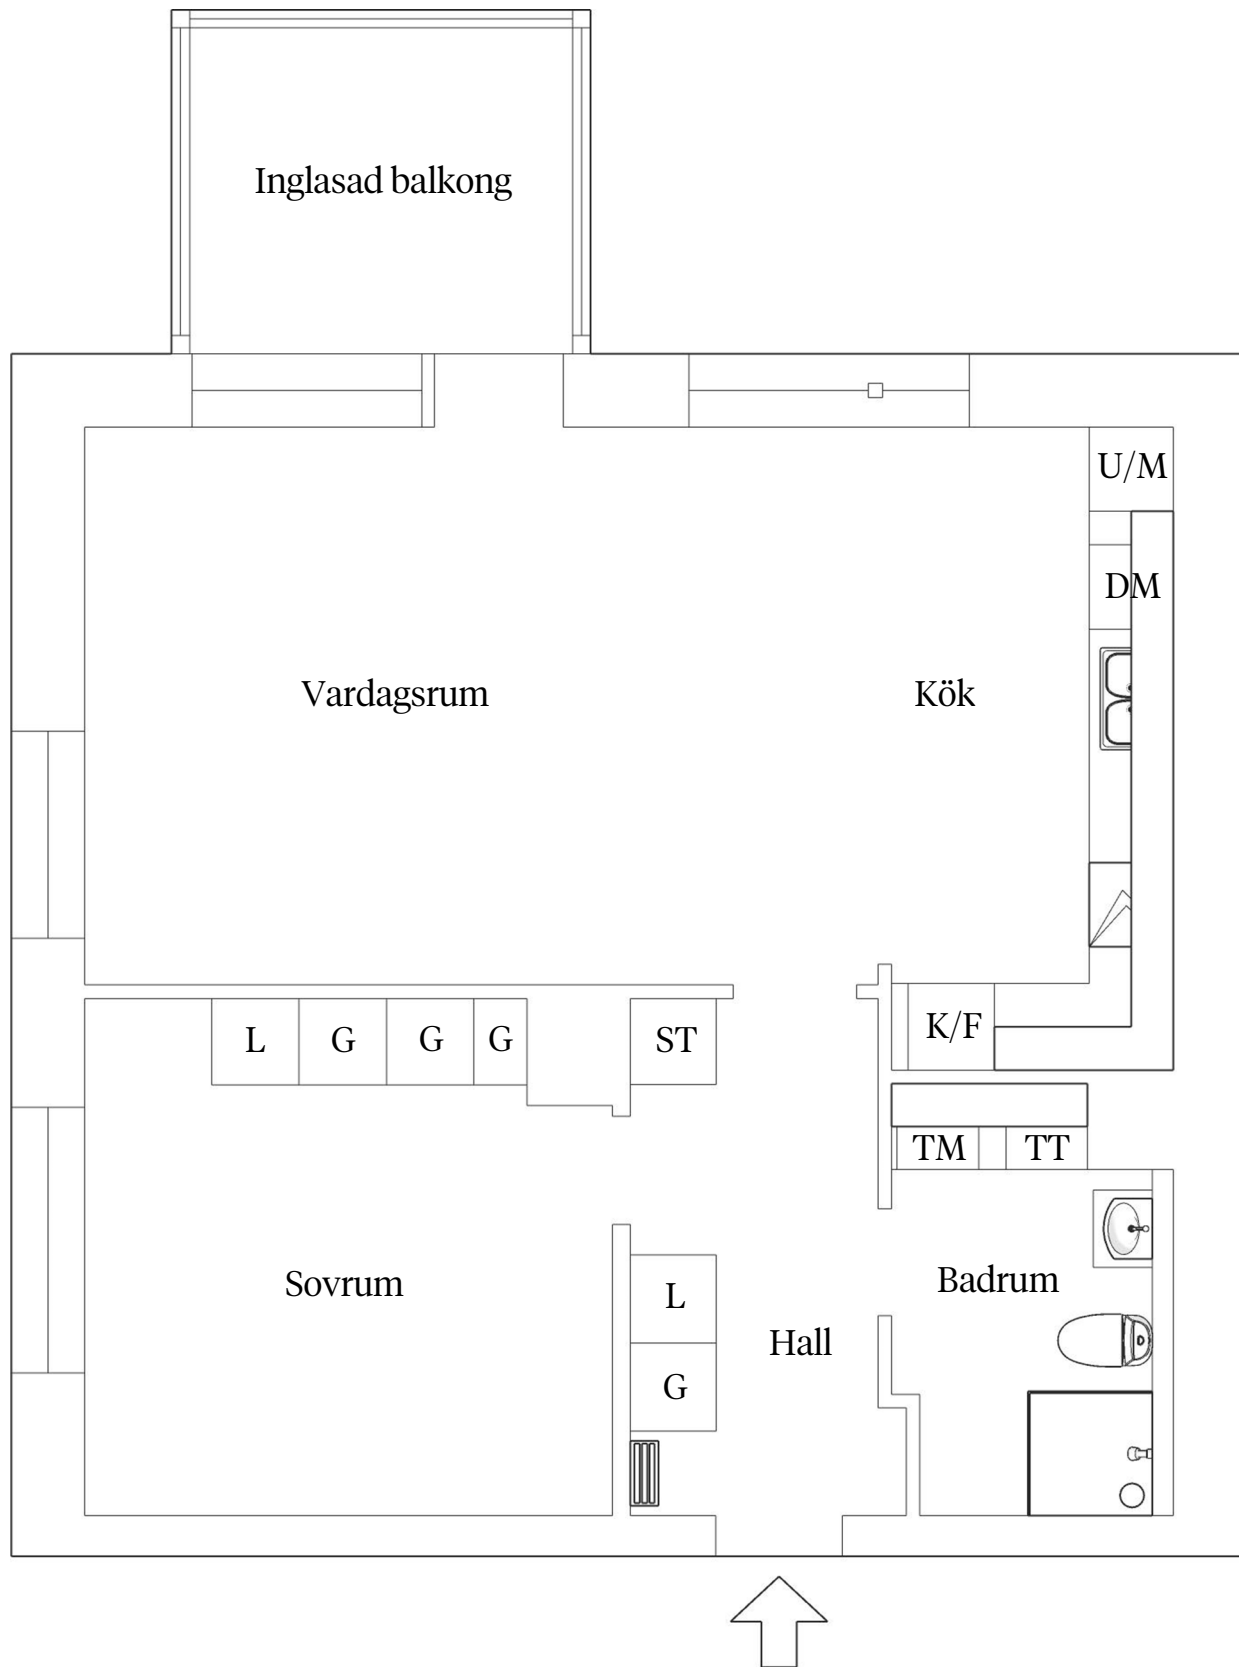 Inglasad balkong
U/M
DM
Vardagsrum
Kök
K/F
L
G
G
G
ST
TM
TT
Sovrum
Badrum
L
Hall
G